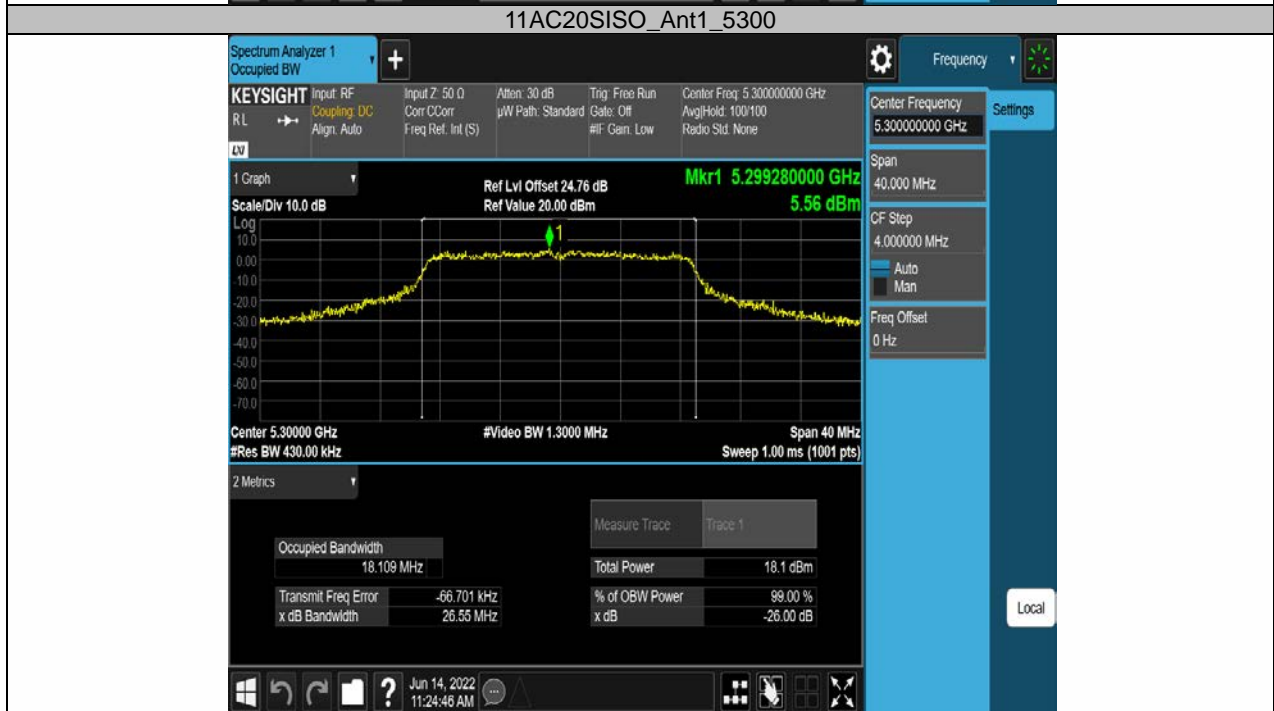 11AC20SISO_Ant1_5300
Spectrum Analyzer 1
Occupied BW
+
Frequency
KEYSIGHT
RL
LXI
Input: RF
Coupling: DC
Align: Auto
Input Z: 50 Ω
Corr CCorr
Freq Ref: Int (S)
Atten: 30 dB
µW Path: Standard
Trig: Free Run
Gate: Off
#IF Gain: Low
Center Freq: 5.300000000 GHz
Avg|Hold: 100/100
Radio Std: None
Center Frequency
5.300000000 GHz
Settings
Span
40.000 MHz
CF Step
4.000000 MHz
Auto
Man
Freq Offset
0 Hz
Local
1 Graph
Scale/Div 10.0 dB
Ref Lvl Offset 24.76 dB
Ref Value 20.00 dBm
Mkr1 5.299280000 GHz
5.56 dBm
Log
10.0
0.00
-10.0
-20.0
-30.0
-40.0
-50.0
-60.0
-70.0
1
Center 5.30000 GHz
#Res BW 430.00 kHz
#Video BW 1.3000 MHz
Span 40 MHz
Sweep 1.00 ms (1001 pts)
2 Metrics
Measure Trace Trace 1
Occupied Bandwidth
18.109 MHz
Total Power 18.1 dBm
Transmit Freq Error -66.701 kHz
% of OBW Power 99.00 %
x dB Bandwidth 26.55 MHz
x dB -26.00 dB
?
Jun 14, 2022
11:24:46 AM